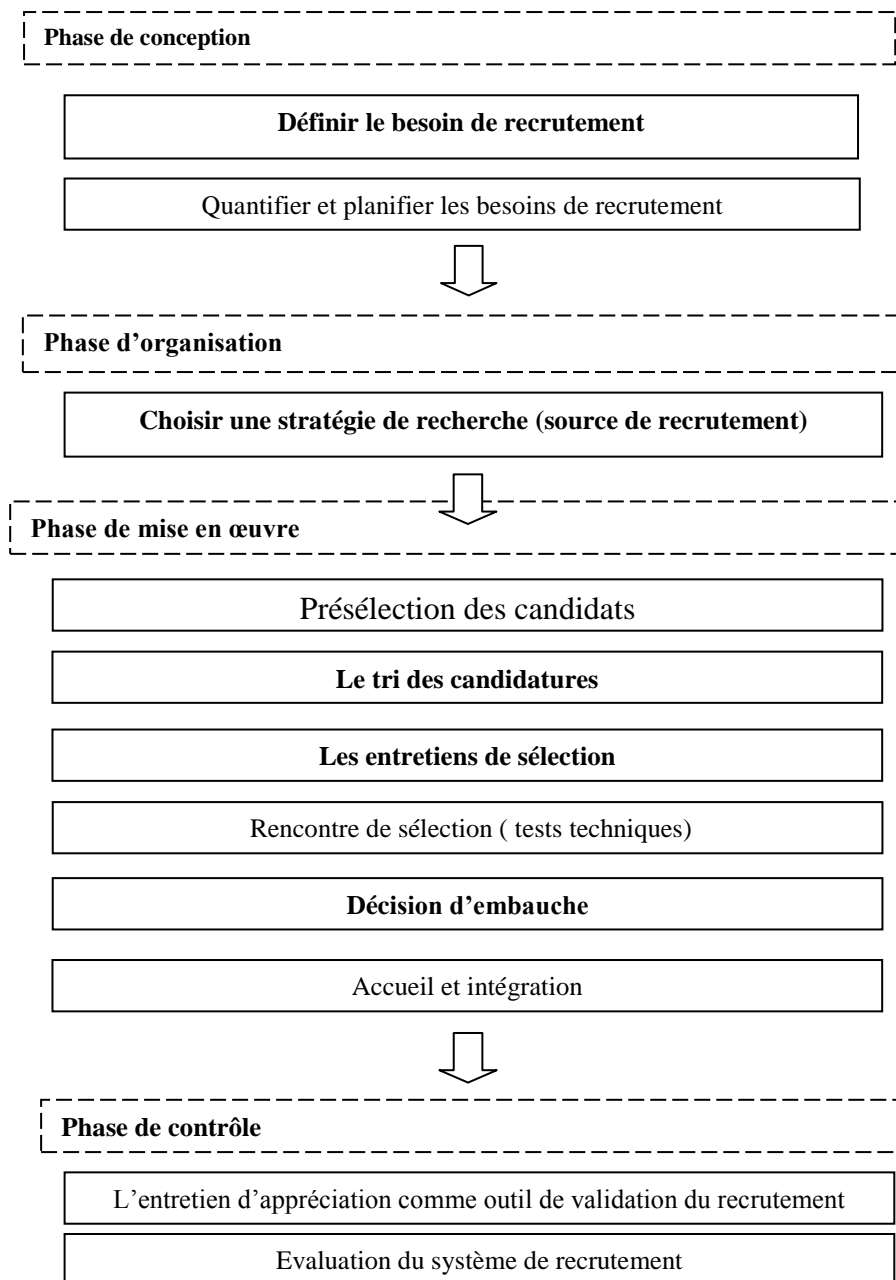 Phase de conception
Définir le besoin de recrutement
Quantifier et planifier les besoins de recrutement
Phase d’organisation
Choisir une stratégie de recherche (source de recrutement)
Phase de mise en œuvre
Présélection des candidats
Le tri des candidatures
Les entretiens de sélection
Rencontre de sélection ( tests techniques)
Décision d’embauche
Accueil et intégration
Phase de contrôle
L’entretien d’appréciation comme outil de validation du recrutement
Evaluation du système de recrutement